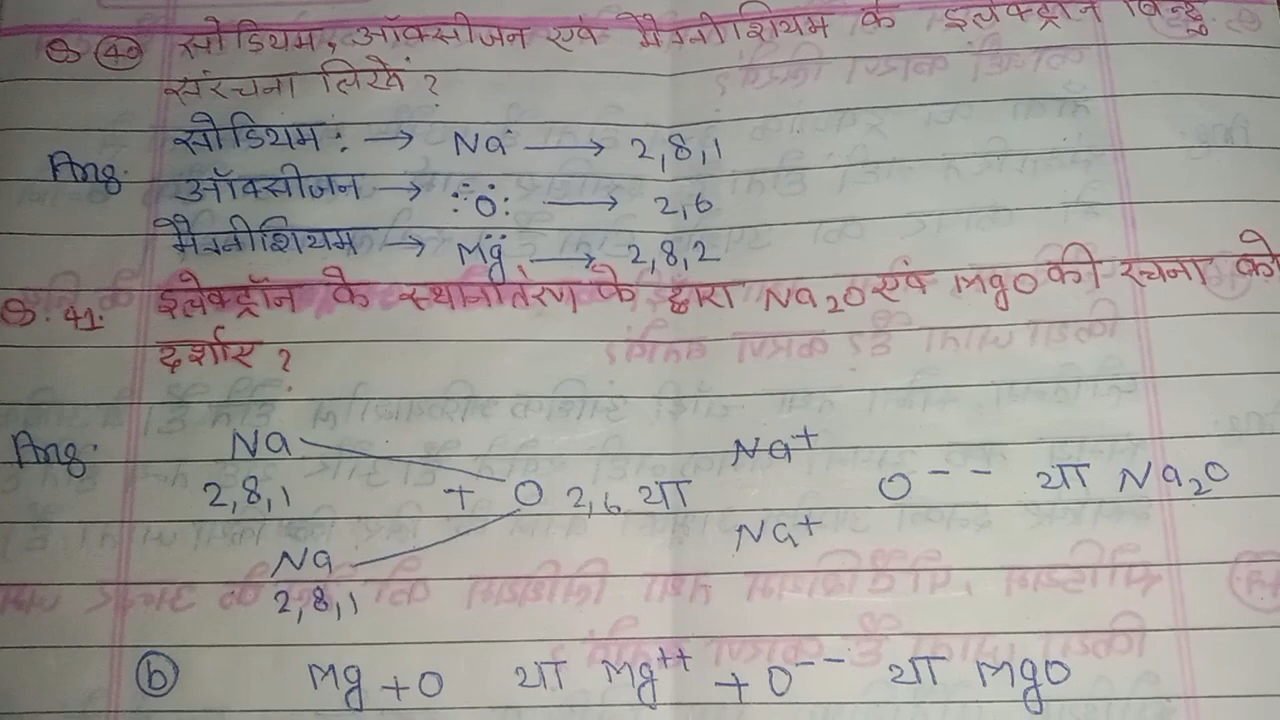 Q 40 सोडियम, ऑक्सीजन एवं मैग्नीशियम के इलेक्ट्रॉन बिन्दु
संरचना लिखें?
Ang. सोडियम: → Na → 2,8,1
ऑक्सीजन → :Ö: → 2,6
मैग्नीशियम → Mg → 2,8,2
Q. 41. इलेक्ट्रॉन के स्थानांतरण के द्वारा Na₂O एवं MgO की रचना को
दर्शाए?
Ang. Na Na+
2,8,1 + O 2,6 या O-- या Na₂O
Na Na+
2,8,1
b Mg + O या Mg++ + O-- या MgO